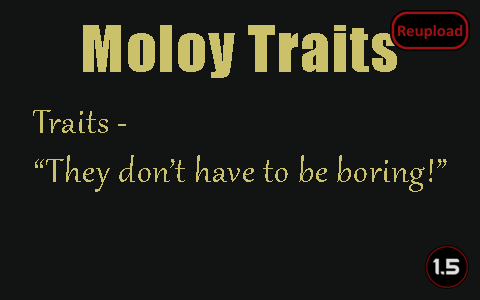 Moloy Traits
Reupload
Traits -
“They don’t have to be boring!”
1.5